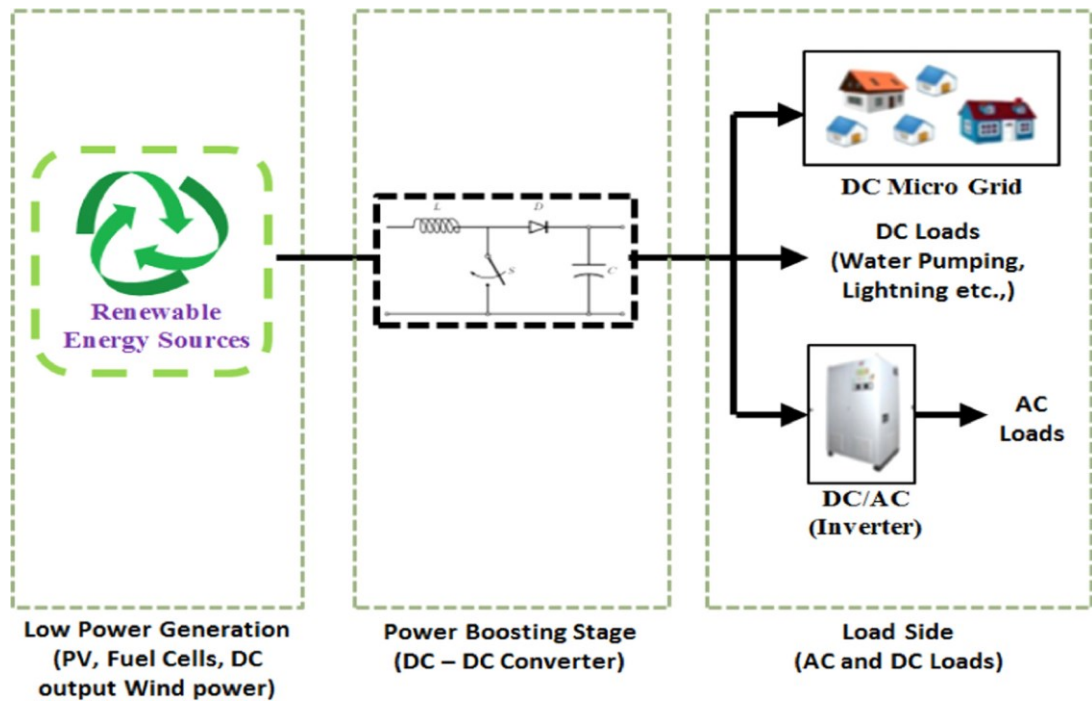 Renewable
Energy Sources
L
D
S
C
DC Micro Grid
DC Loads
(Water Pumping,
Lightning etc.,)
AC
Loads
DC/AC
(Inverter)
Low Power Generation
(PV, Fuel Cells, DC
output Wind power)
Power Boosting Stage
(DC – DC Converter)
Load Side
(AC and DC Loads)